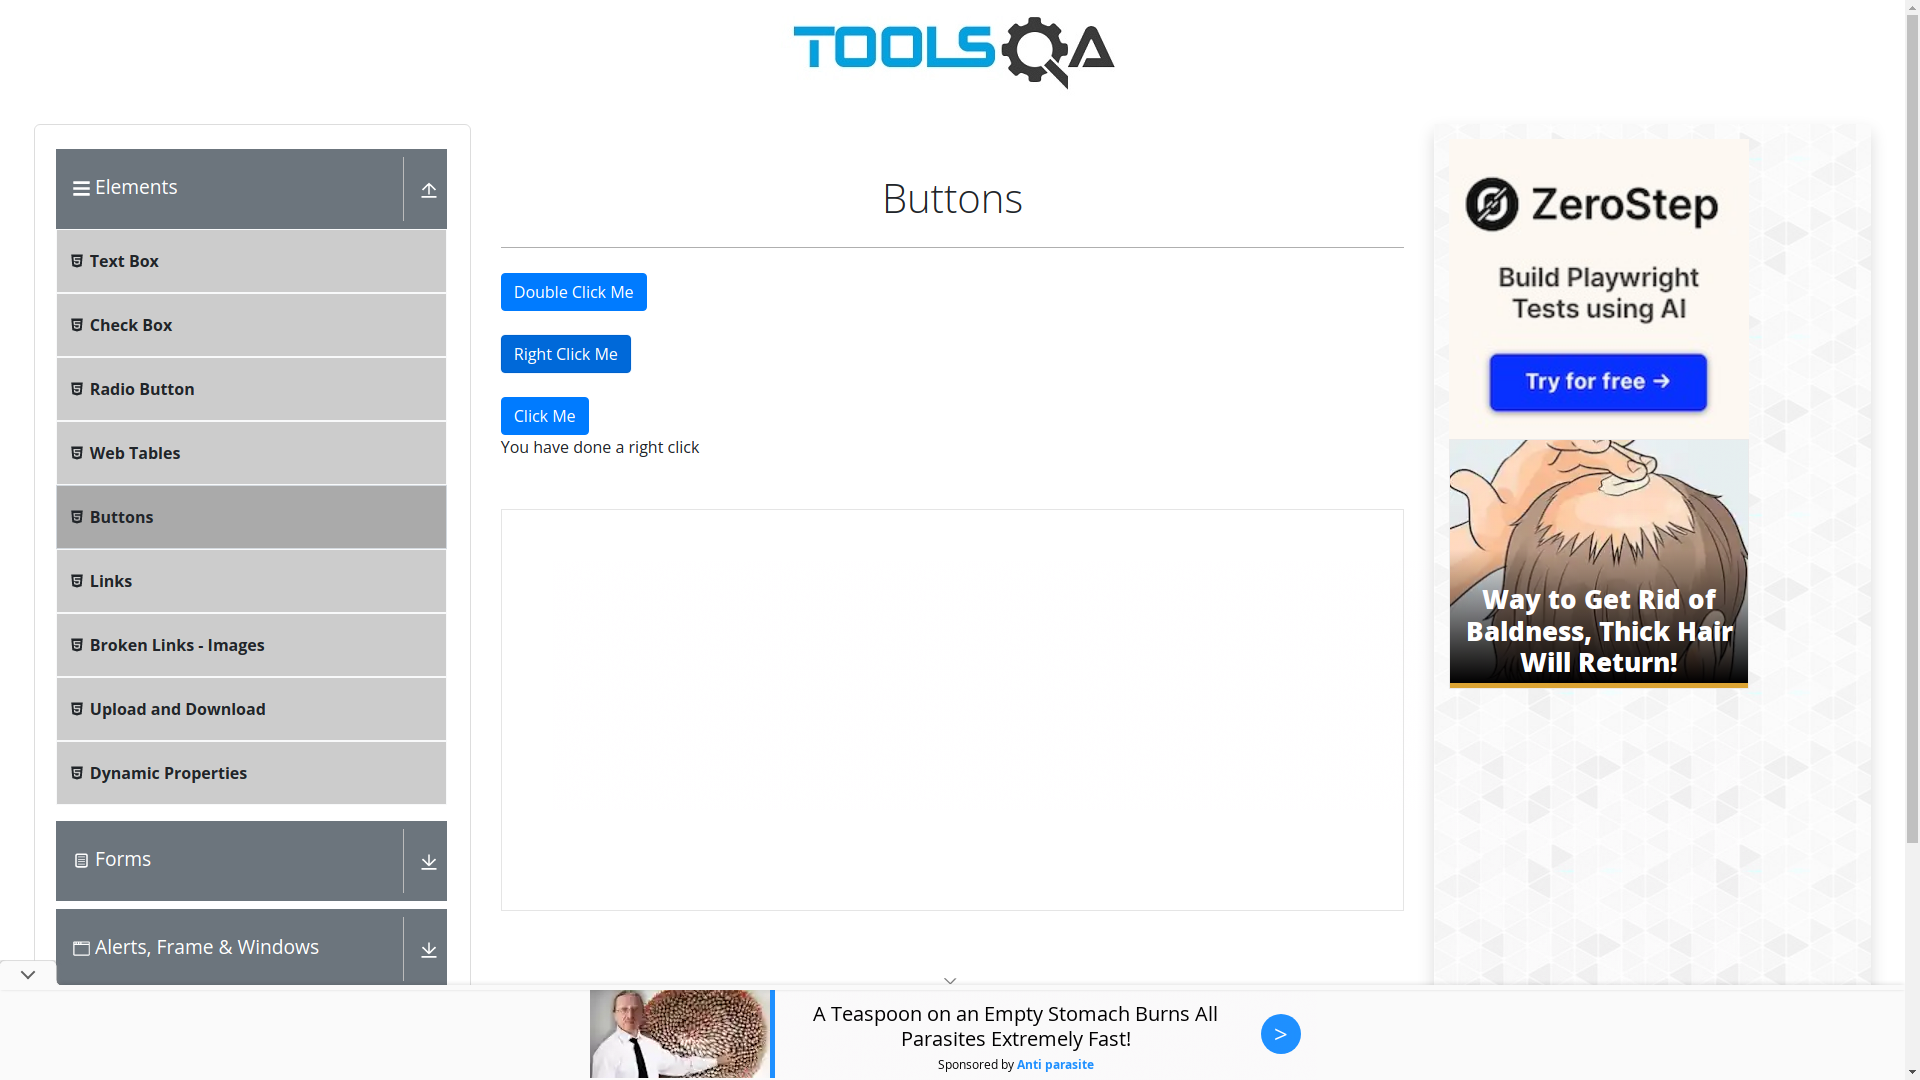 TOOLSQA
Elements
Text Box
Check Box
Radio Button
Web Tables
Buttons
Links
Broken Links - Images
Upload and Download
Dynamic Properties
Forms
Alerts, Frame & Windows
Buttons
Double Click Me
Right Click Me
Click Me
You have done a right click
ZeroStep
Build Playwright
Tests using AI
Try for free →
Way to Get Rid of
Baldness, Thick Hair
Will Return!
A Teaspoon on an Empty Stomach Burns All
Parasites Extremely Fast!
Sponsored by Anti parasite
>